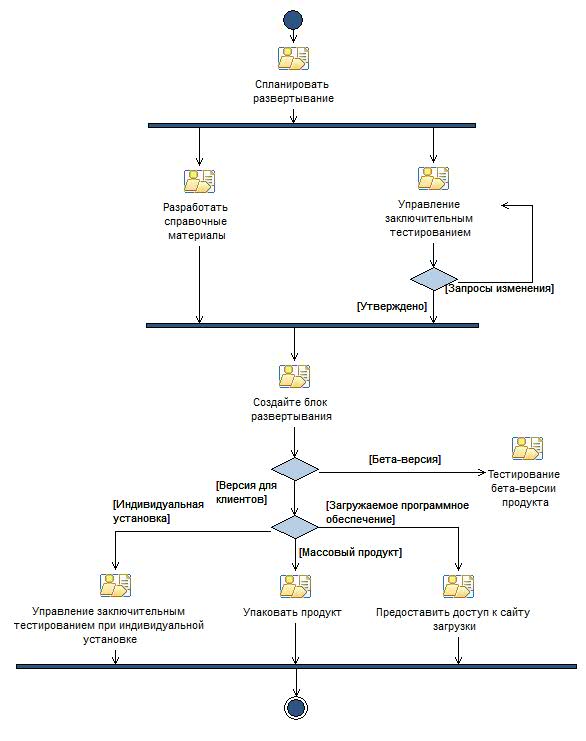 Спланировать
развертывание
Разработать
справочные
материалы
Управление
заключительным
тестированием
[Запросы изменения]
[Утверждено]
Создайте блок
развертывания
[Бета-версия]
Тестирование
бета-версии
продукта
[Версия для
клиентов]
[Индивидуальная
установка]
[Загружаемое программное
обеспечение]
[Массовый продукт]
Управление заключительным
тестированием при индивидуальной
установке
Упаковать продукт
Предоставить доступ к сайту
загрузки